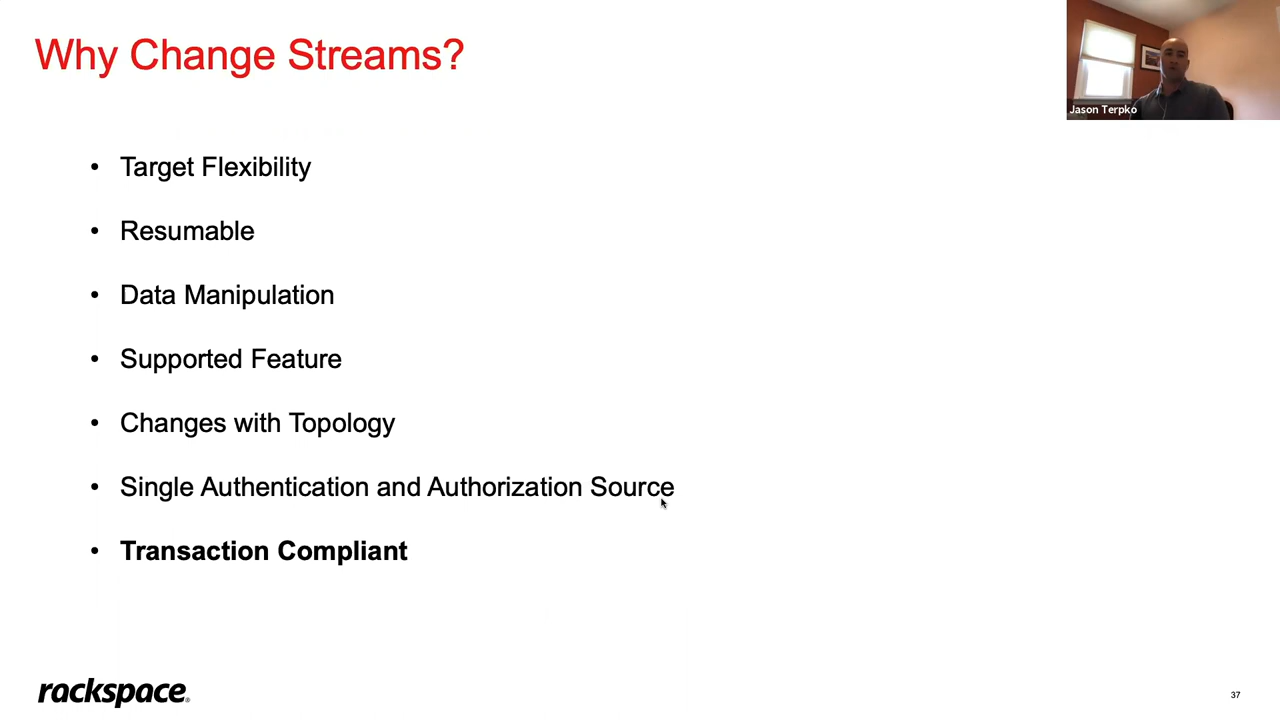 Why Change Streams?
Jason Terpko
• Target Flexibility
• Resumable
• Data Manipulation
• Supported Feature
• Changes with Topology
• Single Authentication and Authorization Source
• Transaction Compliant
rackspace®
37